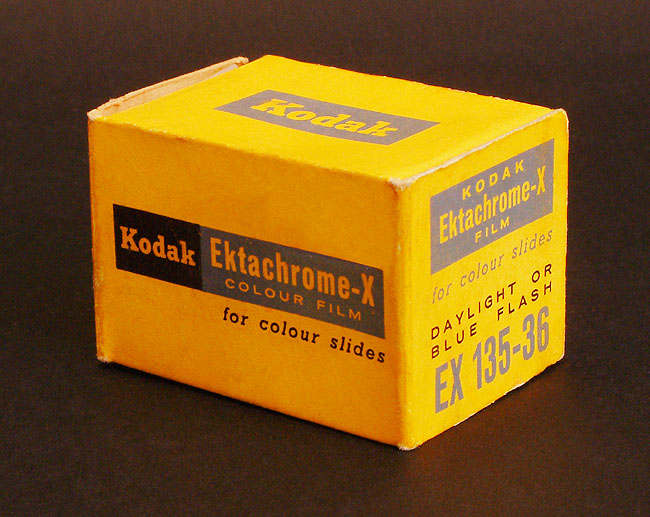 Kodak
Kodak
Ektachrome-X
COLOUR FILM
for colour slides
KODAK
Ektachrome-X
FILM
for colour slides
DAYLIGHT OR
BLUE FLASH
EX 135-36